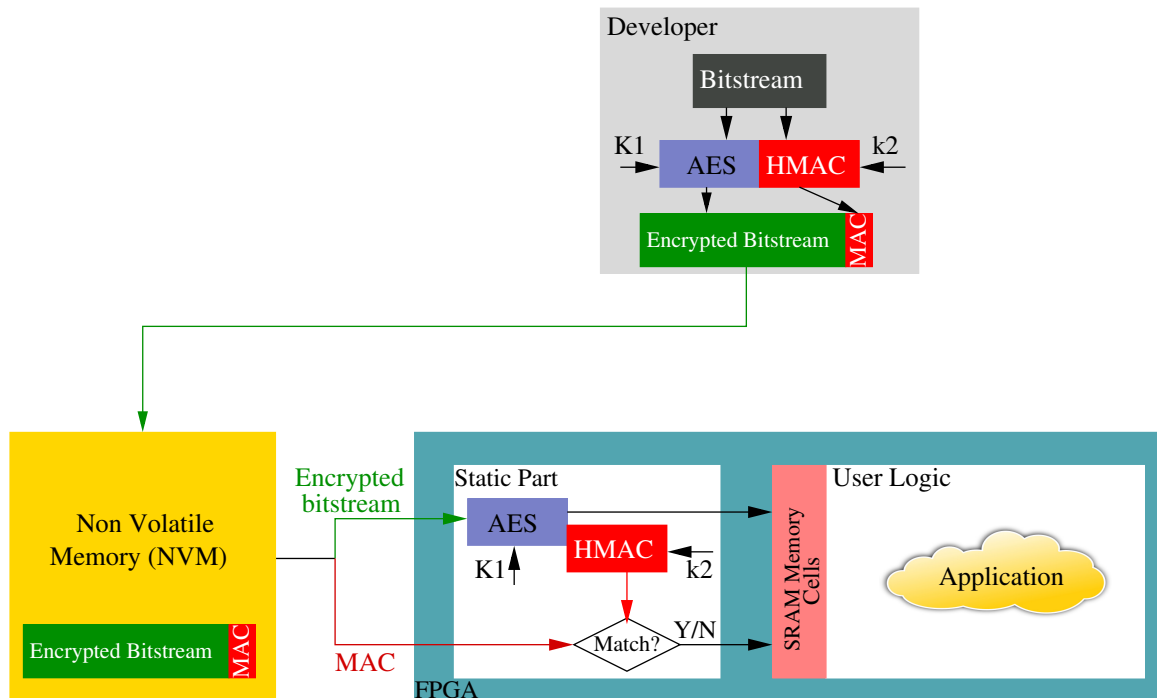 Developer
Bitstream
K1
AES
HMAC
k2
Encrypted Bitstream
MAC
Non Volatile
Memory (NVM)
Encrypted Bitstream
MAC
Encrypted
bitstream
MAC
FPGA
Static Part
AES
HMAC
K1
k2
Match?
Y/N
SRAM Memory
Cells
User Logic
Application